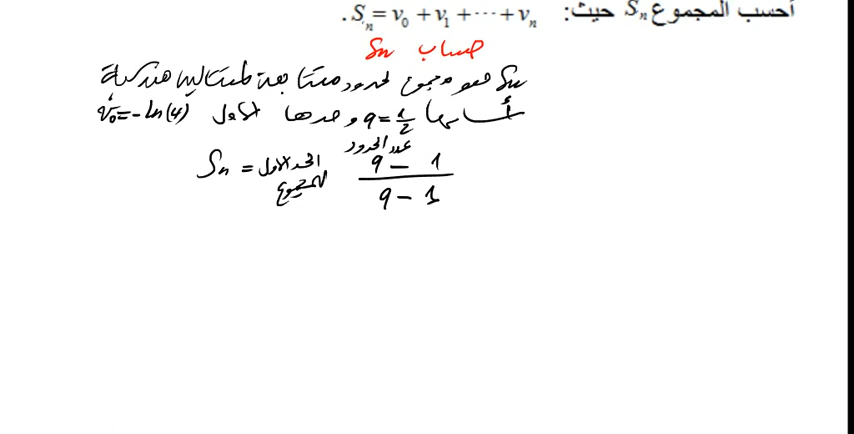 أحسب المجموع Sₙ حيث: Sₙ = v₀ + v₁ + ⋯ + vₙ .
حساب Sn
Sn هو مجموع لحدود متتابعة لمتتالية هندسية
أساسها q = 1/2 وحدها الأول v₀ = -ln(4)
Sn = الحد الأول للمجموع (q^عدد الحدود - 1) / (q - 1)